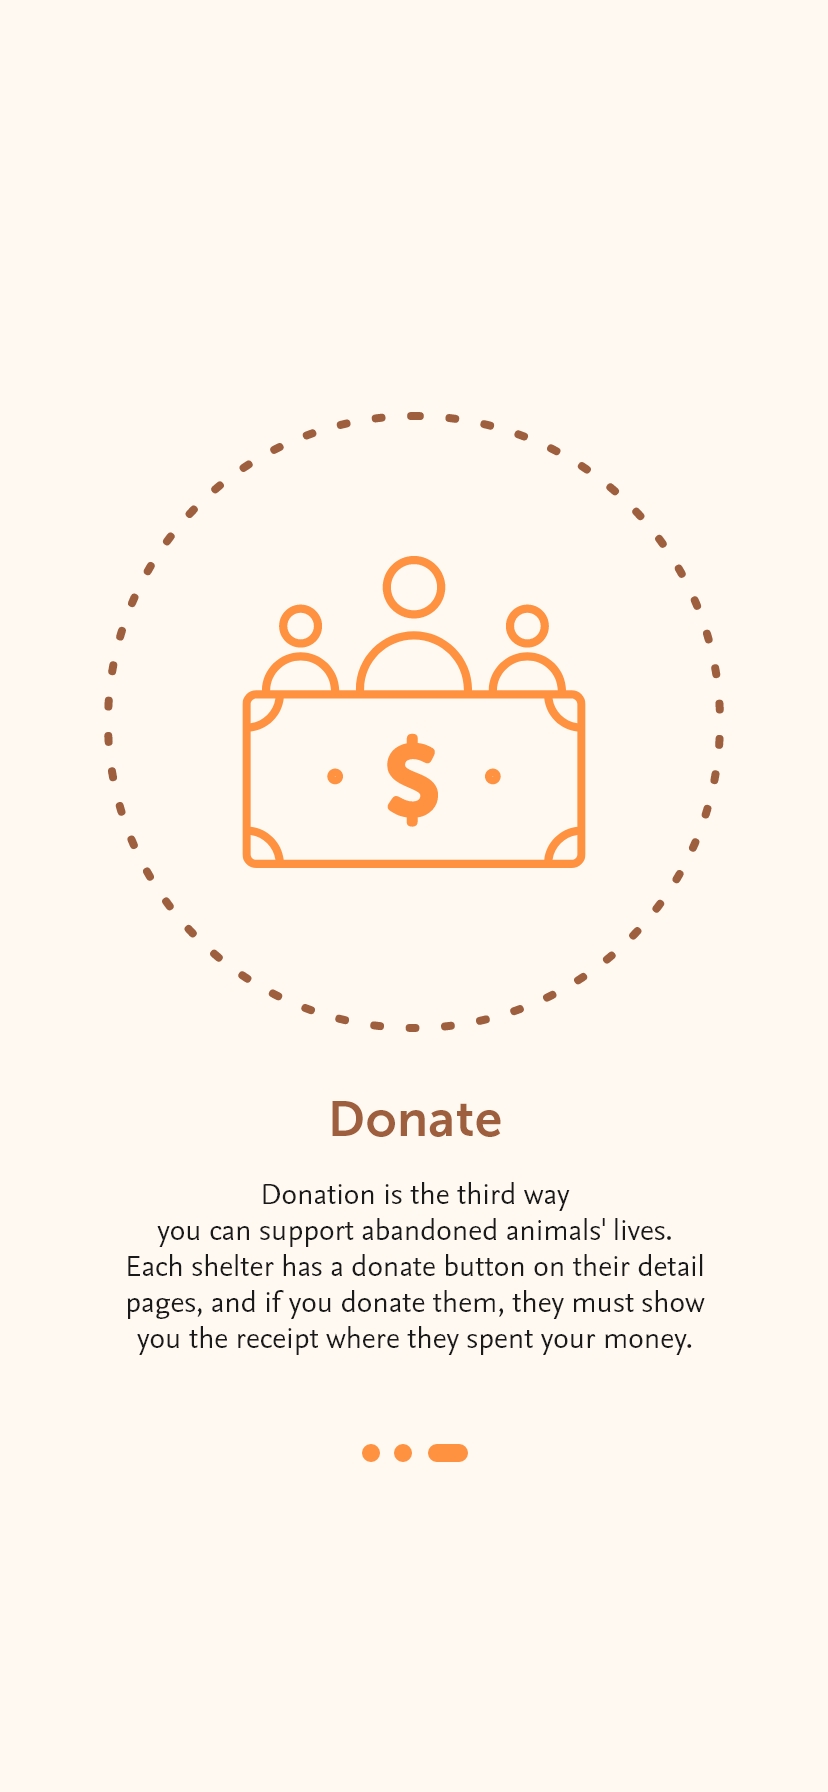 $
Donate
Donation is the third way
you can support abandoned animals' lives.
Each shelter has a donate button on their detail
pages, and if you donate them, they must show
you the receipt where they spent your money.